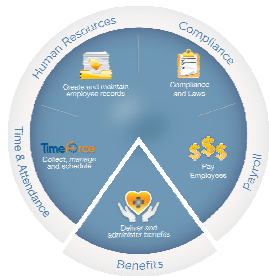 Human Resources
Compliance
Create and maintain
employee records
Compliance
and Laws
Time & Attendance
TimeForce
Collect, manage
and schedule
Pay
Employees
Payroll
Deliver and
administer benefits
Benefits